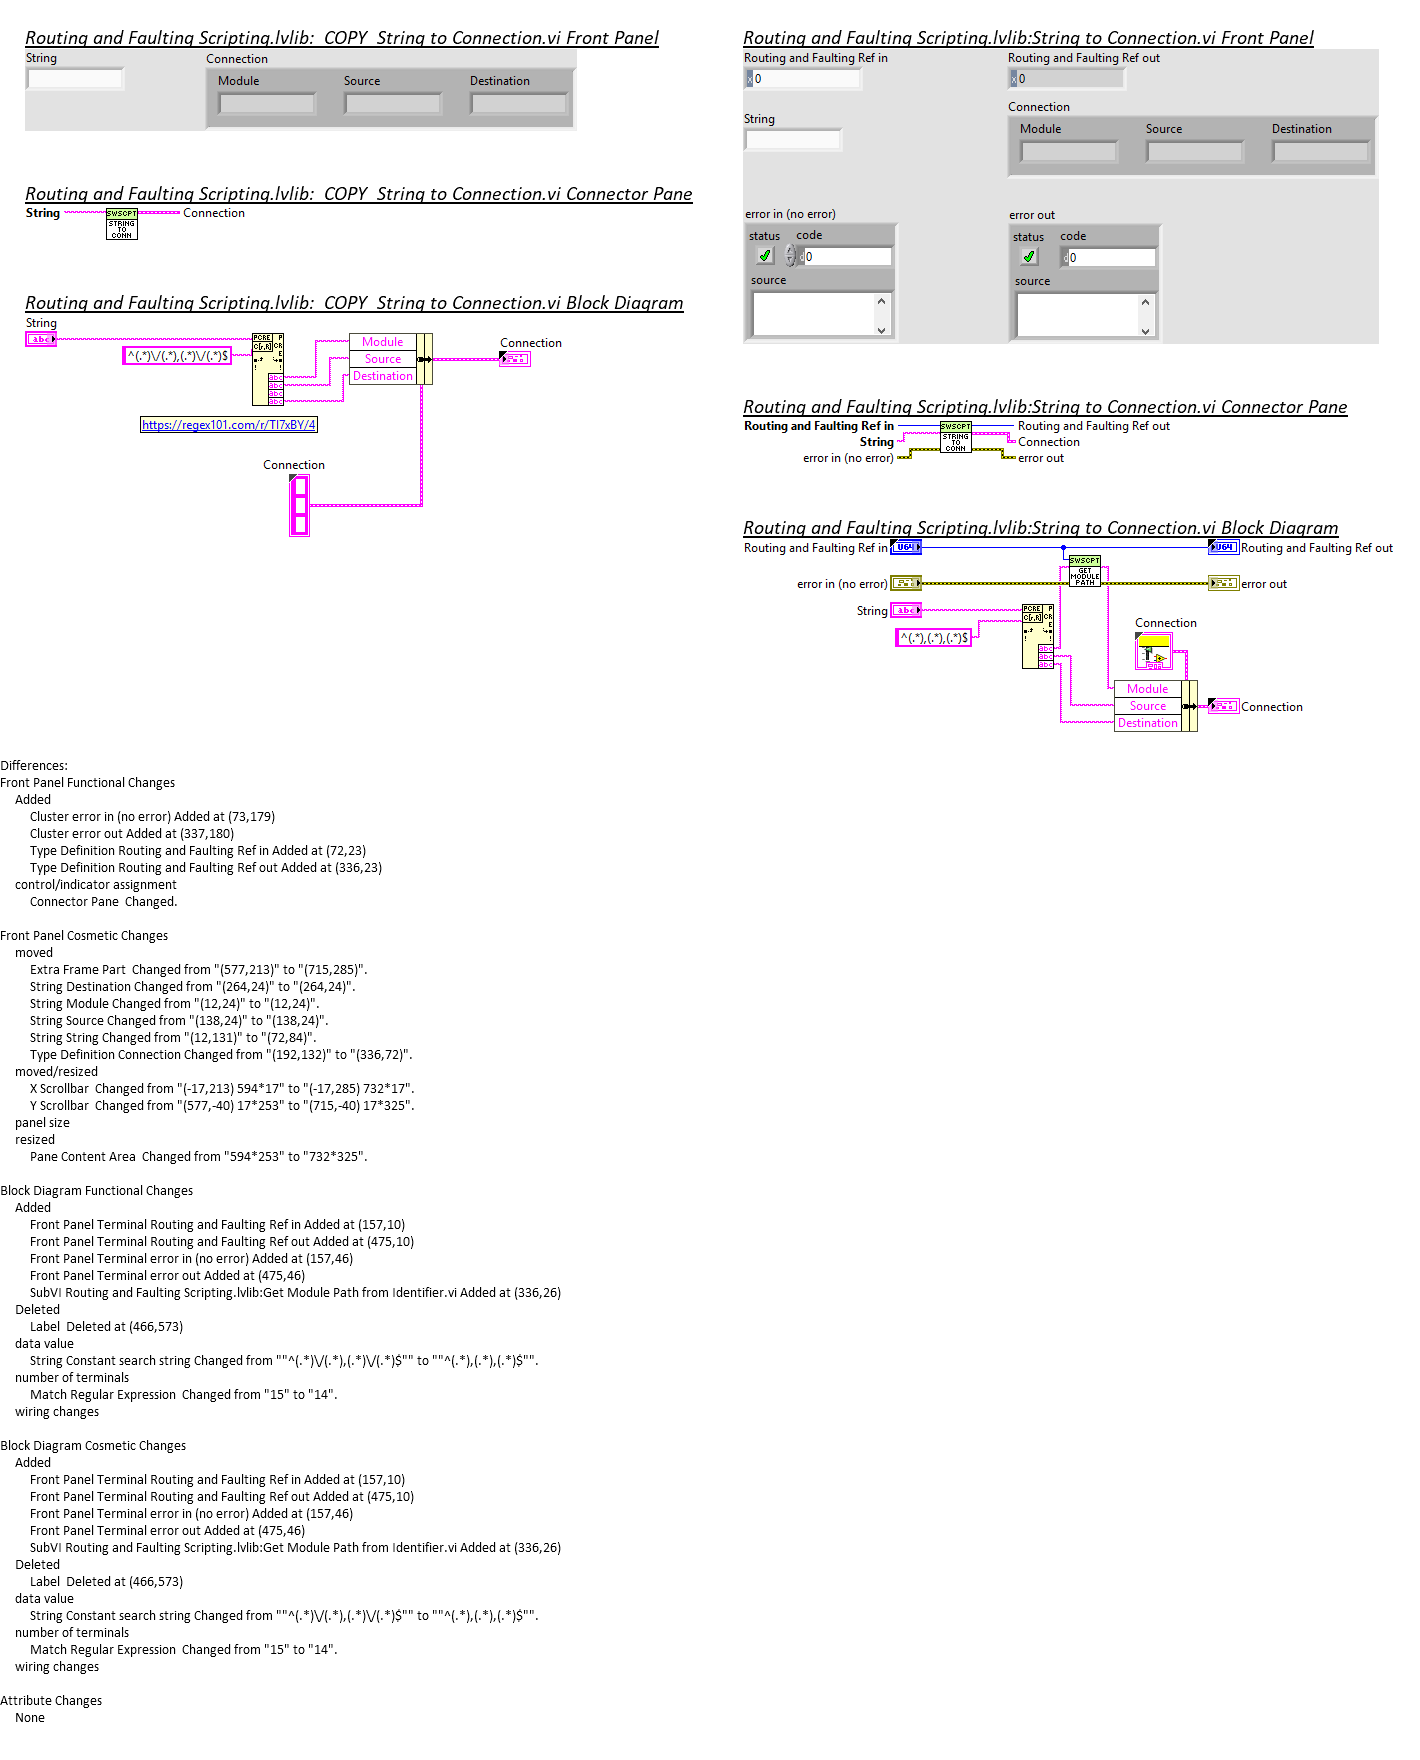 Routing and Faulting Scripting.lvlib:  COPY  String to Connection.vi Front Panel
String
Connection
Module
Source
Destination
Routing and Faulting Scripting.lvlib:  COPY  String to Connection.vi Connector Pane
String
SWSCPT
STRING
TO
CONN
Connection
Routing and Faulting Scripting.lvlib:  COPY  String to Connection.vi Block Diagram
String
abc
^(.*)\/(.*),(.*)\/(.*)$
PCRE
C[r,R]
P
CR
E
abc
abc
abc
abc
Module
Source
Destination
Connection
https://regex101.com/r/TI7xBY/4
Connection
Routing and Faulting Scripting.lvlib:String to Connection.vi Front Panel
Routing and Faulting Ref in
x 0
Routing and Faulting Ref out
x 0
String
Connection
Module
Source
Destination
error in (no error)
status
code
d 0
source
error out
status
code
d 0
source
Routing and Faulting Scripting.lvlib:String to Connection.vi Connector Pane
Routing and Faulting Ref in
String
error in (no error)
SWSCPT
STRING
TO
CONN
Routing and Faulting Ref out
Connection
error out
Routing and Faulting Scripting.lvlib:String to Connection.vi Block Diagram
Routing and Faulting Ref in
U64
U64
Routing and Faulting Ref out
SWSCPT
GET
MODULE
PATH
error in (no error)
error out
String
abc
^(.*),(.*),(.*)$
PCRE
C[r,R]
P
CR
E
abc
abc
abc
Connection
Module
Source
Destination
Connection
Differences:
Front Panel Functional Changes
Added
Cluster error in (no error) Added at (73,179)
Cluster error out Added at (337,180)
Type Definition Routing and Faulting Ref in Added at (72,23)
Type Definition Routing and Faulting Ref out Added at (336,23)
control/indicator assignment
Connector Pane  Changed.
Front Panel Cosmetic Changes
moved
Extra Frame Part  Changed from "(577,213)" to "(715,285)".
String Destination Changed from "(264,24)" to "(264,24)".
String Module Changed from "(12,24)" to "(12,24)".
String Source Changed from "(138,24)" to "(138,24)".
String String Changed from "(12,131)" to "(72,84)".
Type Definition Connection Changed from "(192,132)" to "(336,72)".
moved/resized
X Scrollbar  Changed from "(-17,213) 594*17" to "(-17,285) 732*17".
Y Scrollbar  Changed from "(577,-40) 17*253" to "(715,-40) 17*325".
panel size
resized
Pane Content Area  Changed from "594*253" to "732*325".
Block Diagram Functional Changes
Added
Front Panel Terminal Routing and Faulting Ref in Added at (157,10)
Front Panel Terminal Routing and Faulting Ref out Added at (475,10)
Front Panel Terminal error in (no error) Added at (157,46)
Front Panel Terminal error out Added at (475,46)
SubVI Routing and Faulting Scripting.lvlib:Get Module Path from Identifier.vi Added at (336,26)
Deleted
Label  Deleted at (466,573)
data value
String Constant search string Changed from ""^(.*)\/(.*),(.*)\/(.*)$"" to ""^(.*),(.*),(.*)$"".
number of terminals
Match Regular Expression  Changed from "15" to "14".
wiring changes
Block Diagram Cosmetic Changes
Added
Front Panel Terminal Routing and Faulting Ref in Added at (157,10)
Front Panel Terminal Routing and Faulting Ref out Added at (475,10)
Front Panel Terminal error in (no error) Added at (157,46)
Front Panel Terminal error out Added at (475,46)
SubVI Routing and Faulting Scripting.lvlib:Get Module Path from Identifier.vi Added at (336,26)
Deleted
Label  Deleted at (466,573)
data value
String Constant search string Changed from ""^(.*)\/(.*),(.*)\/(.*)$"" to ""^(.*),(.*),(.*)$"".
number of terminals
Match Regular Expression  Changed from "15" to "14".
wiring changes
Attribute Changes
None